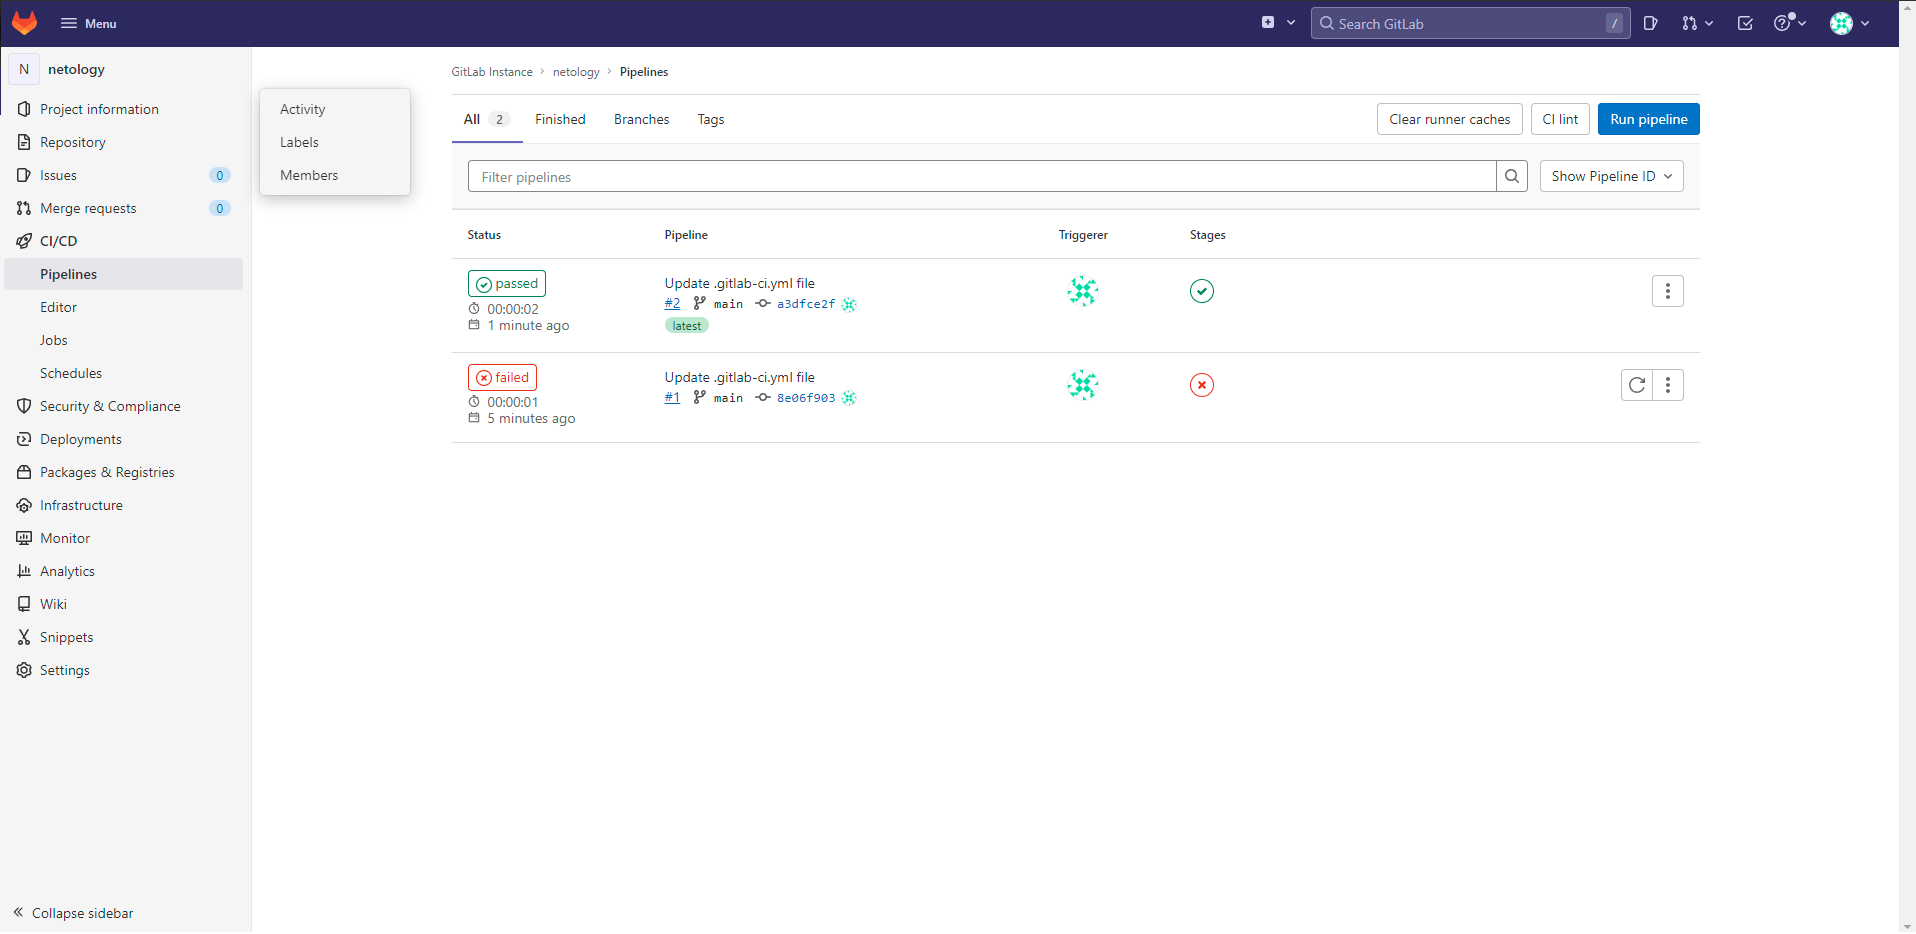 Menu
Search GitLab /
N netology
Project information
Repository
Issues 0
Merge requests 0
CI/CD
Pipelines
Editor
Jobs
Schedules
Security & Compliance
Deployments
Packages & Registries
Infrastructure
Monitor
Analytics
Wiki
Snippets
Settings
Collapse sidebar
Activity
Labels
Members
GitLab Instance › netology › Pipelines
All 2 Finished Branches Tags
Clear runner caches CI lint Run pipeline
Filter pipelines Show Pipeline ID
Status Pipeline Triggerer Stages
passed
00:00:02
1 minute ago
Update .gitlab-ci.yml file
#2 main a3dfce2f
latest
failed
00:00:01
5 minutes ago
Update .gitlab-ci.yml file
#1 main 8e06f903